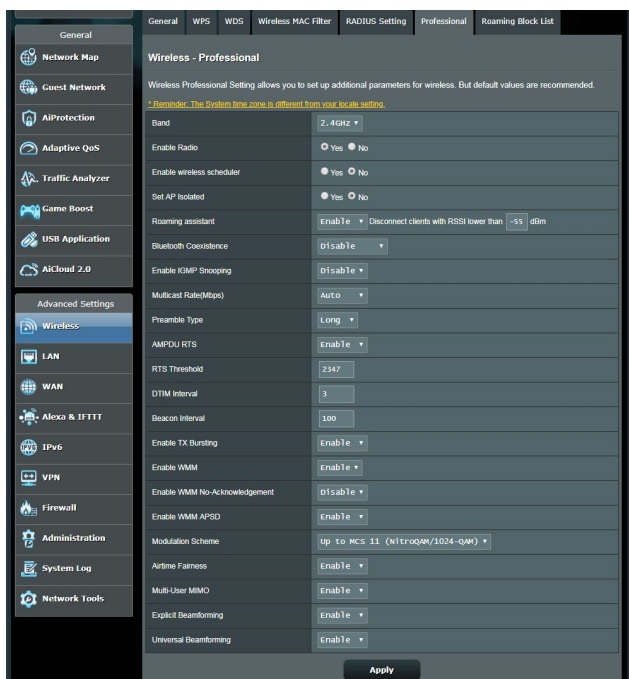 General WPS WDS Wireless MAC Filter RADIUS Setting Professional Roaming Block List
General
Network Map
Guest Network
AiProtection
Adaptive QoS
Traffic Analyzer
Game Boost
USB Application
AiCloud 2.0
Advanced Settings
Wireless
LAN
WAN
Alexa & IFTTT
IPv6
VPN
Firewall
Administration
System Log
Network Tools
Wireless - Professional
Wireless Professional Setting allows you to set up additional parameters for wireless. But default values are recommended.
* Reminder: The System time zone is different from your locale setting.
Band 2.4GHz
Enable Radio Yes No
Enable wireless scheduler Yes No
Set AP Isolated Yes No
Roaming assistant Enable Disconnect clients with RSSI lower than -55 dBm
Bluetooth Coexistence Disable
Enable IGMP Snooping Disable
Multicast Rate(Mbps) Auto
Preamble Type Long
AMPDU RTS Enable
RTS Threshold 2347
DTIM Interval 3
Beacon Interval 100
Enable TX Bursting Enable
Enable WMM Enable
Enable WMM No-Acknowledgement Disable
Enable WMM APSD Enable
Modulation Scheme Up to MCS 11 (NitroQAM/1024-QAM)
Airtime Fairness Enable
Multi-User MIMO Enable
Explicit Beamforming Enable
Universal Beamforming Enable
Apply